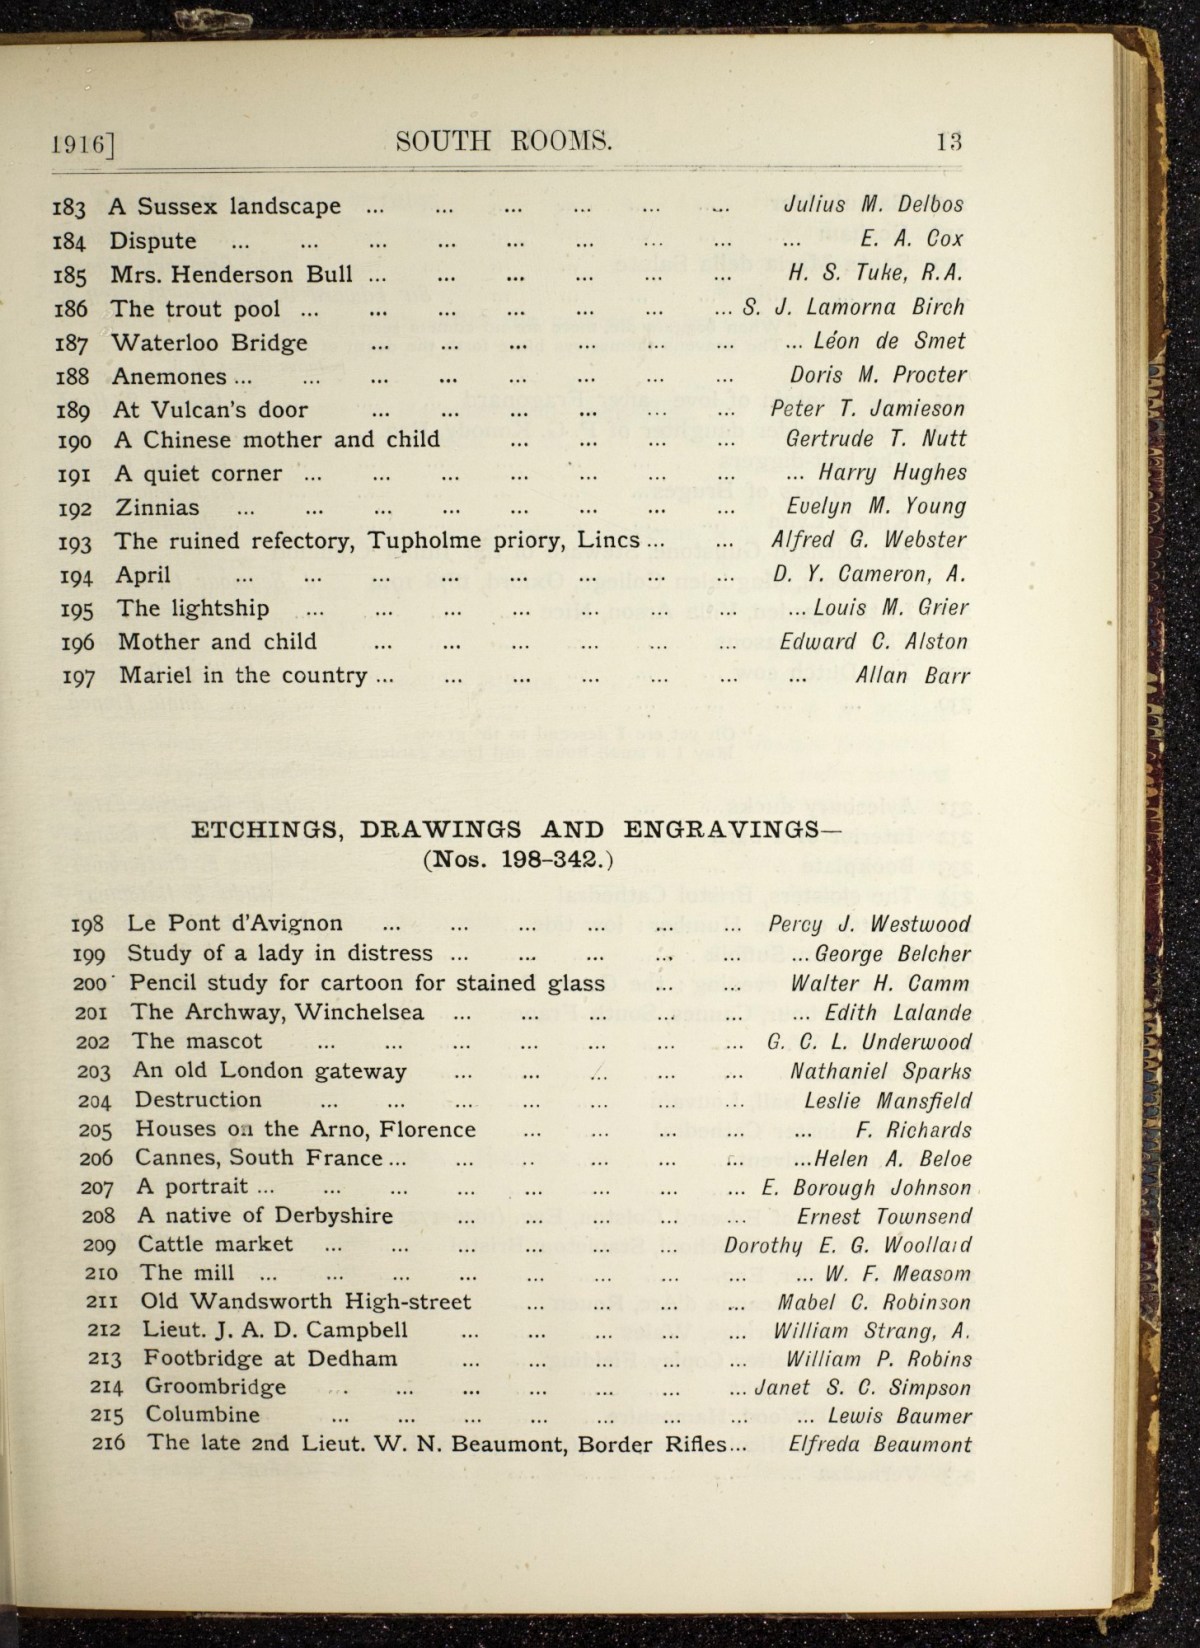 1916] SOUTH ROOMS. 13
183 A Sussex landscape ... ... ... ... ... ... Julius M. Delbos
184 Dispute ... ... ... ... ... ... ... ... ... E. A. Cox
185 Mrs. Henderson Bull ... ... ... ... ... ... H. S. Tuke, R.A.
186 The trout pool ... ... ... ... ... ... ... S. J. Lamorna Birch
187 Waterloo Bridge ... ... ... ... ... ... ... Léon de Smet
188 Anemones ... ... ... ... ... ... ... ... Doris M. Procter
189 At Vulcan's door ... ... ... ... ... ... Peter T. Jamieson
190 A Chinese mother and child ... ... ... ... Gertrude T. Nutt
191 A quiet corner ... ... ... ... ... ... ... ... Harry Hughes
192 Zinnias ... ... ... ... ... ... ... ... Evelyn M. Young
193 The ruined refectory, Tupholme priory, Lincs ... ... Alfred G. Webster
194 April ... ... ... ... ... ... ... ... D. Y. Cameron, A.
195 The lightship ... ... ... ... ... ... ... ... Louis M. Grier
196 Mother and child ... ... ... ... ... ... Edward C. Alston
197 Mariel in the country ... ... ... ... ... ... ... Allan Barr
ETCHINGS, DRAWINGS AND ENGRAVINGS—
(Nos. 198-342.)
198 Le Pont d'Avignon ... ... ... ... ... ... Percy J. Westwood
199 Study of a lady in distress ... ... ... ... ... ... George Belcher
200 Pencil study for cartoon for stained glass ... ... Walter H. Camm
201 The Archway, Winchelsea ... ... ... ... ... ... Edith Lalande
202 The mascot ... ... ... ... ... ... ... G. C. L. Underwood
203 An old London gateway ... ... ... ... ... Nathaniel Sparks
204 Destruction ... ... ... ... ... ... ... Leslie Mansfield
205 Houses on the Arno, Florence ... ... ... ... ... F. Richards
206 Cannes, South France ... ... .. ... ... ... ... Helen A. Beloe
207 A portrait ... ... ... ... ... ... ... ... E. Borough Johnson
208 A native of Derbyshire ... ... ... ... ... Ernest Townsend
209 Cattle market ... ... ... ... ... ... Dorothy E. G. Woollard
210 The mill ... ... ... ... ... ... ... ... ... W. F. Measom
211 Old Wandsworth High-street ... ... ... ... Mabel C. Robinson
212 Lieut. J. A. D. Campbell ... ... ... ... ... William Strang, A.
213 Footbridge at Dedham ... ... ... ... ... William P. Robins
214 Groombridge ... ... ... ... ... ... ... Janet S. C. Simpson
215 Columbine ... ... ... ... ... ... ... ... Lewis Baumer
216 The late 2nd Lieut. W. N. Beaumont, Border Rifles... Elfreda Beaumont